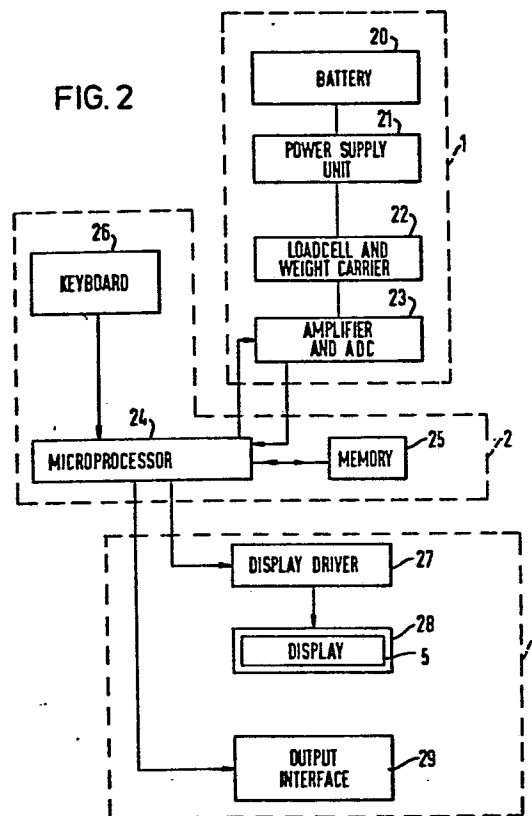 FIG. 2
20
BATTERY
21
POWER SUPPLY
UNIT
1
22
LOADCELL AND
WEIGHT CARRIER
23
AMPLIFIER
AND ADC
26
KEYBOARD
24
MICROPROCESSOR
25
MEMORY
2
DISPLAY DRIVER
27
28
DISPLAY
5
OUTPUT
INTERFACE
29